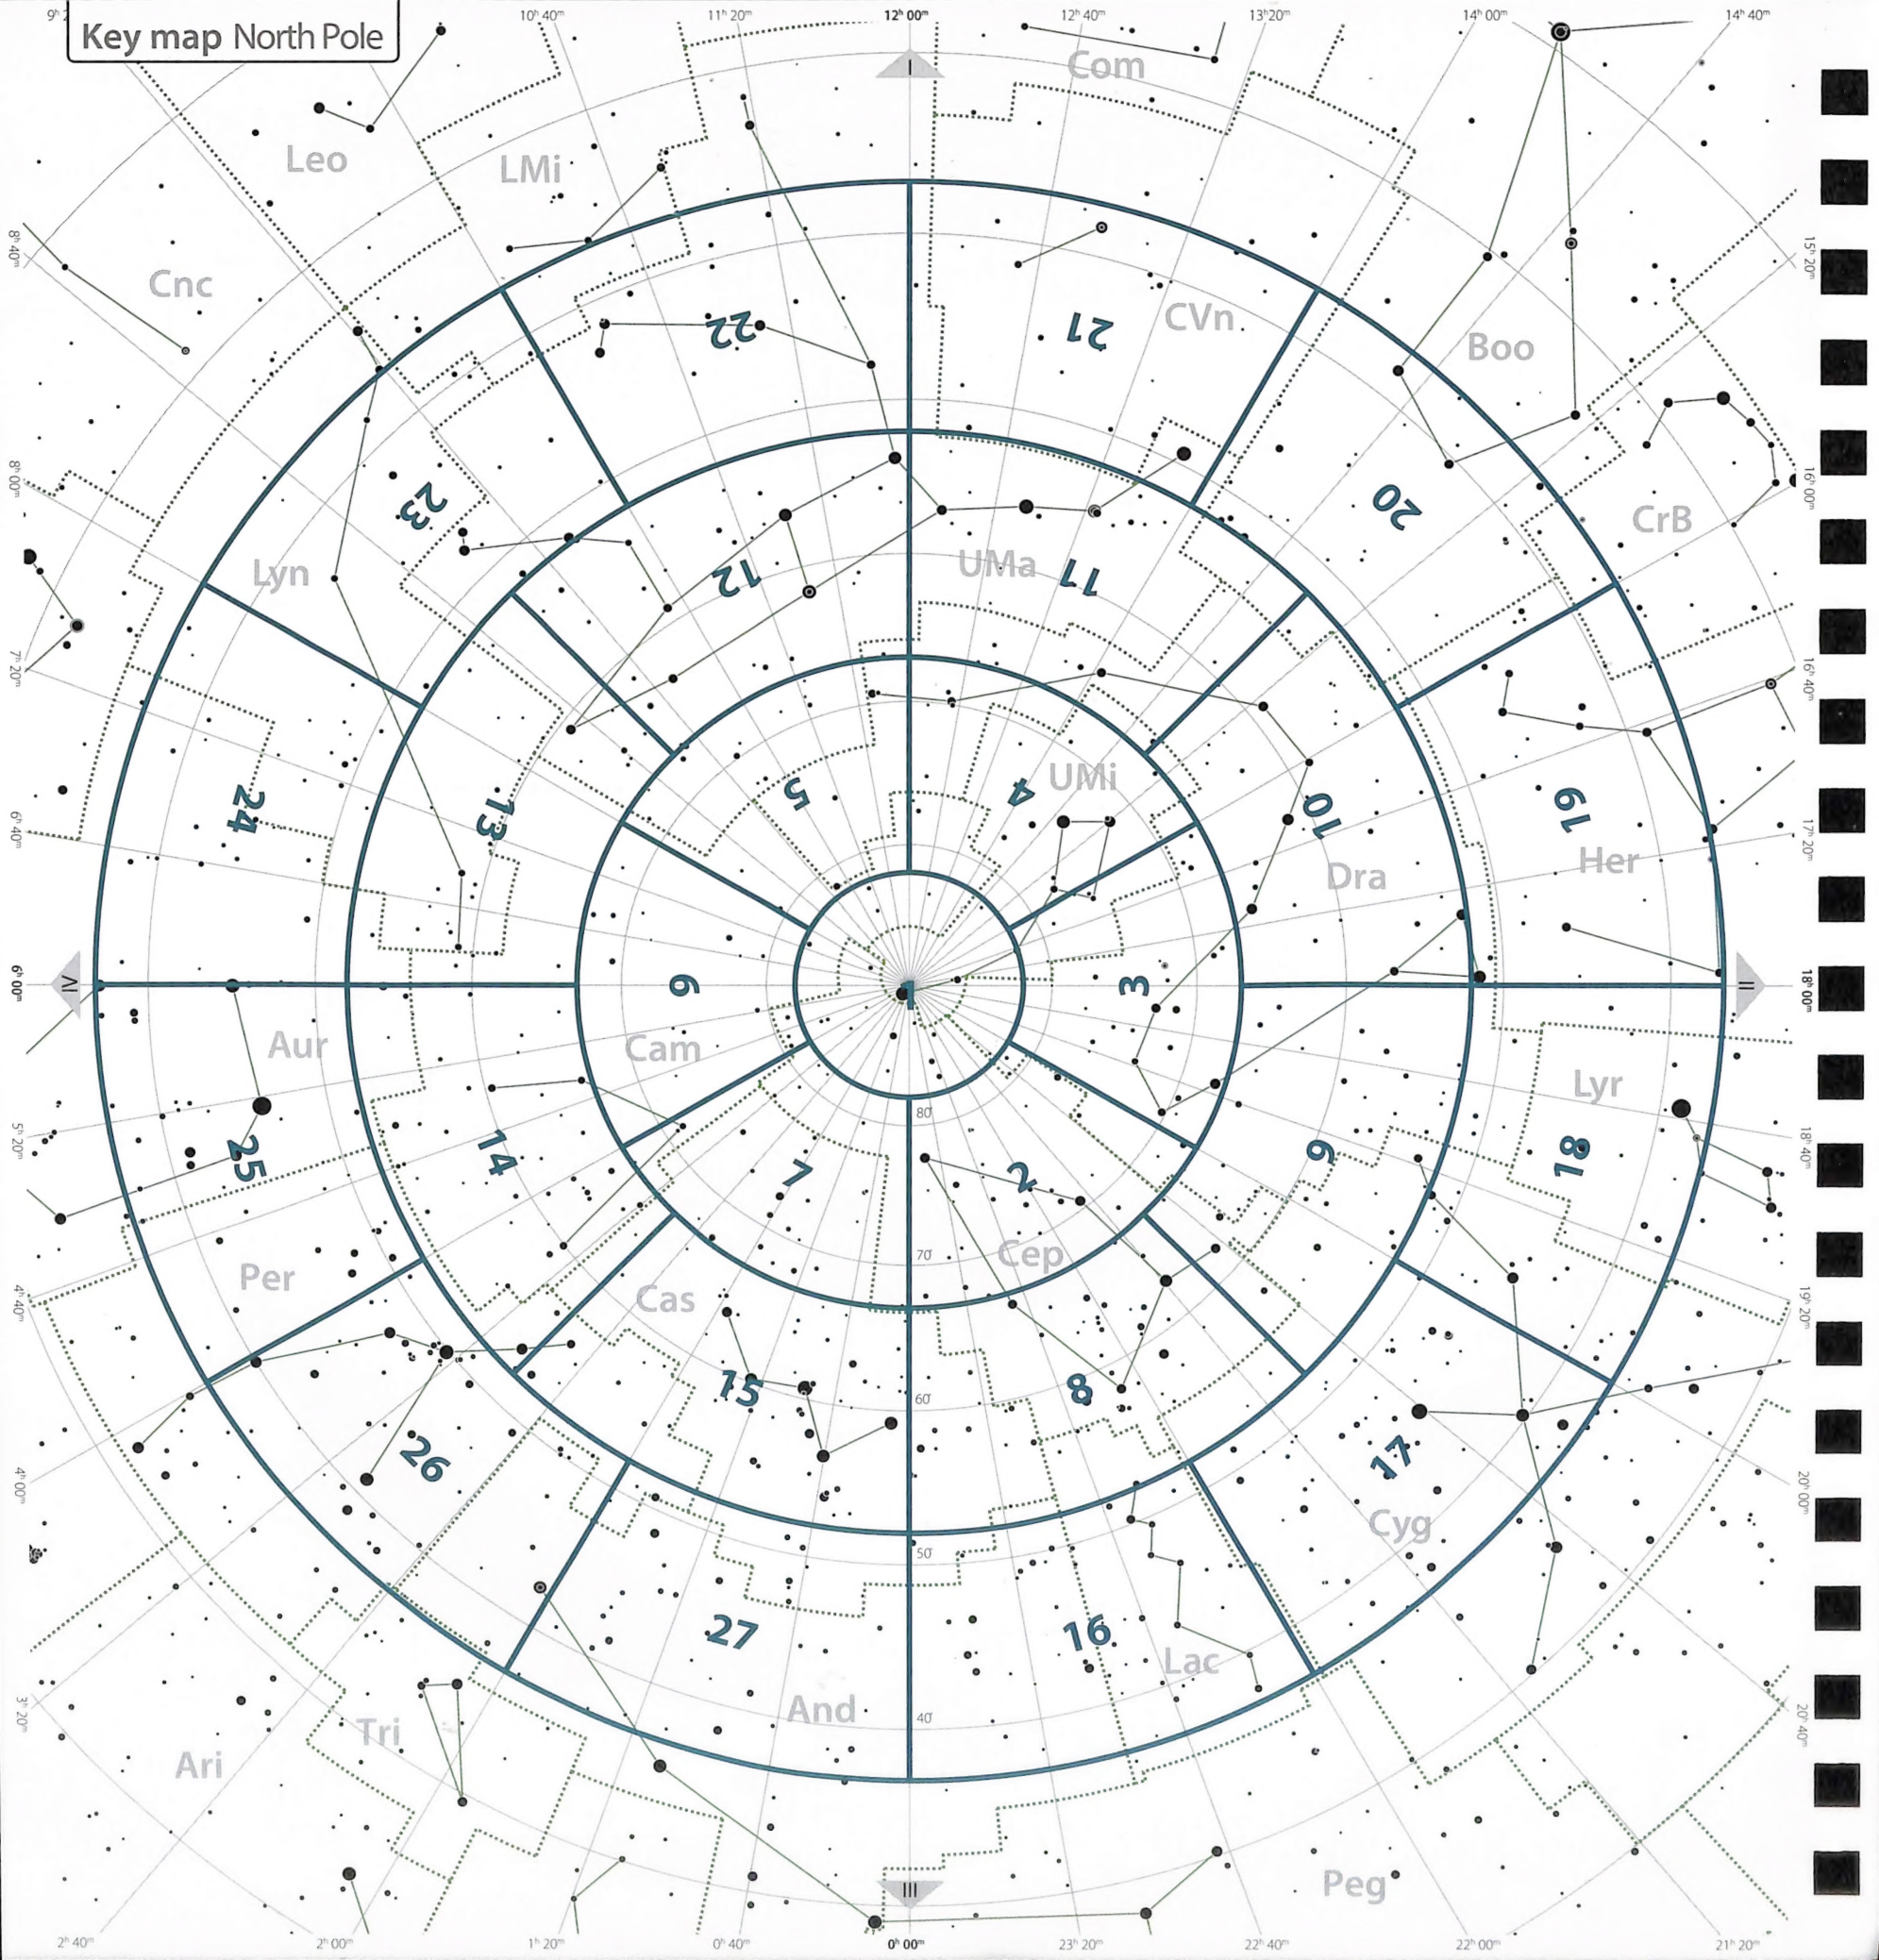 9ʰ 2
10ʰ 40ᵐ
11ʰ 20ᵐ
12ʰ 00ᵐ
12ʰ 40ᵐ
13ʰ 20ᵐ
14ʰ 00ᵐ
14ʰ 40ᵐ
Key map North Pole
I
Com
Leo
LMi
8ʰ 40ᵐ
15ʰ 20ᵐ
Cnc
22
21
CVn
Boo
8ʰ 00ᵐ
23
20
16ʰ 00ᵐ
CrB
Lyn
12
UMa
11
7ʰ 20ᵐ
16ʰ 40ᵐ
24
13
5
4
UMi
10
19
6ʰ 40ᵐ
17ʰ 20ᵐ
Dra
Her
6ʰ 00ᵐ
IV
6
1
3
II
18ʰ 00ᵐ
Aur
Cam
Lyr
80°
5ʰ 20ᵐ
25
14
7
2
9
18
18ʰ 40ᵐ
Per
70°
Cep
4ʰ 40ᵐ
Cas
19ʰ 20ᵐ
15
60°
8
26
17
4ʰ 00ᵐ
20ʰ 00ᵐ
Cyg
50°
27
16
Lac
3ʰ 20ᵐ
And
40°
20ʰ 40ᵐ
Tri
Ari
Peg
III
2ʰ 40ᵐ
2ʰ 00ᵐ
1ʰ 20ᵐ
0ʰ 40ᵐ
0ʰ 00ᵐ
23ʰ 20ᵐ
22ʰ 40ᵐ
22ʰ 00ᵐ
21ʰ 20ᵐ